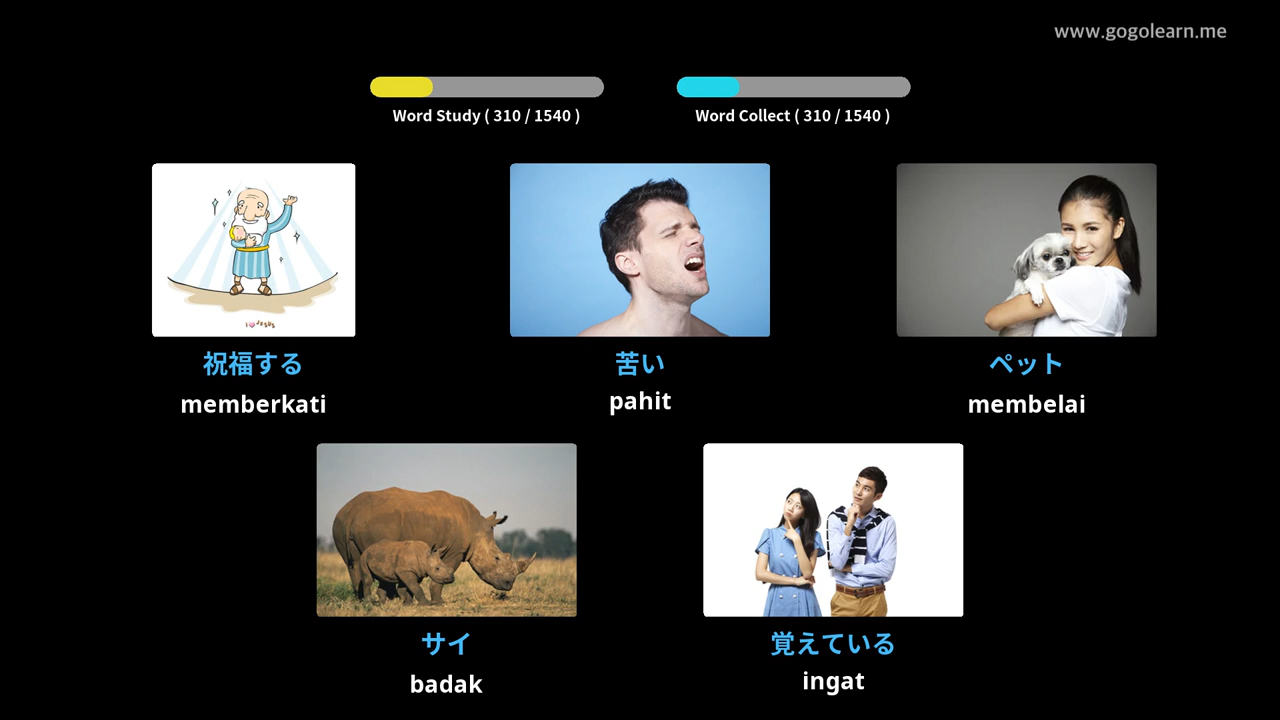 www.gogolearn.me
Word Study ( 310 / 1540 )
Word Collect ( 310 / 1540 )
I ♥ JESUS
祝福する
memberkati
苦い
pahit
ペット
membelai
サイ
badak
覚えている
ingat